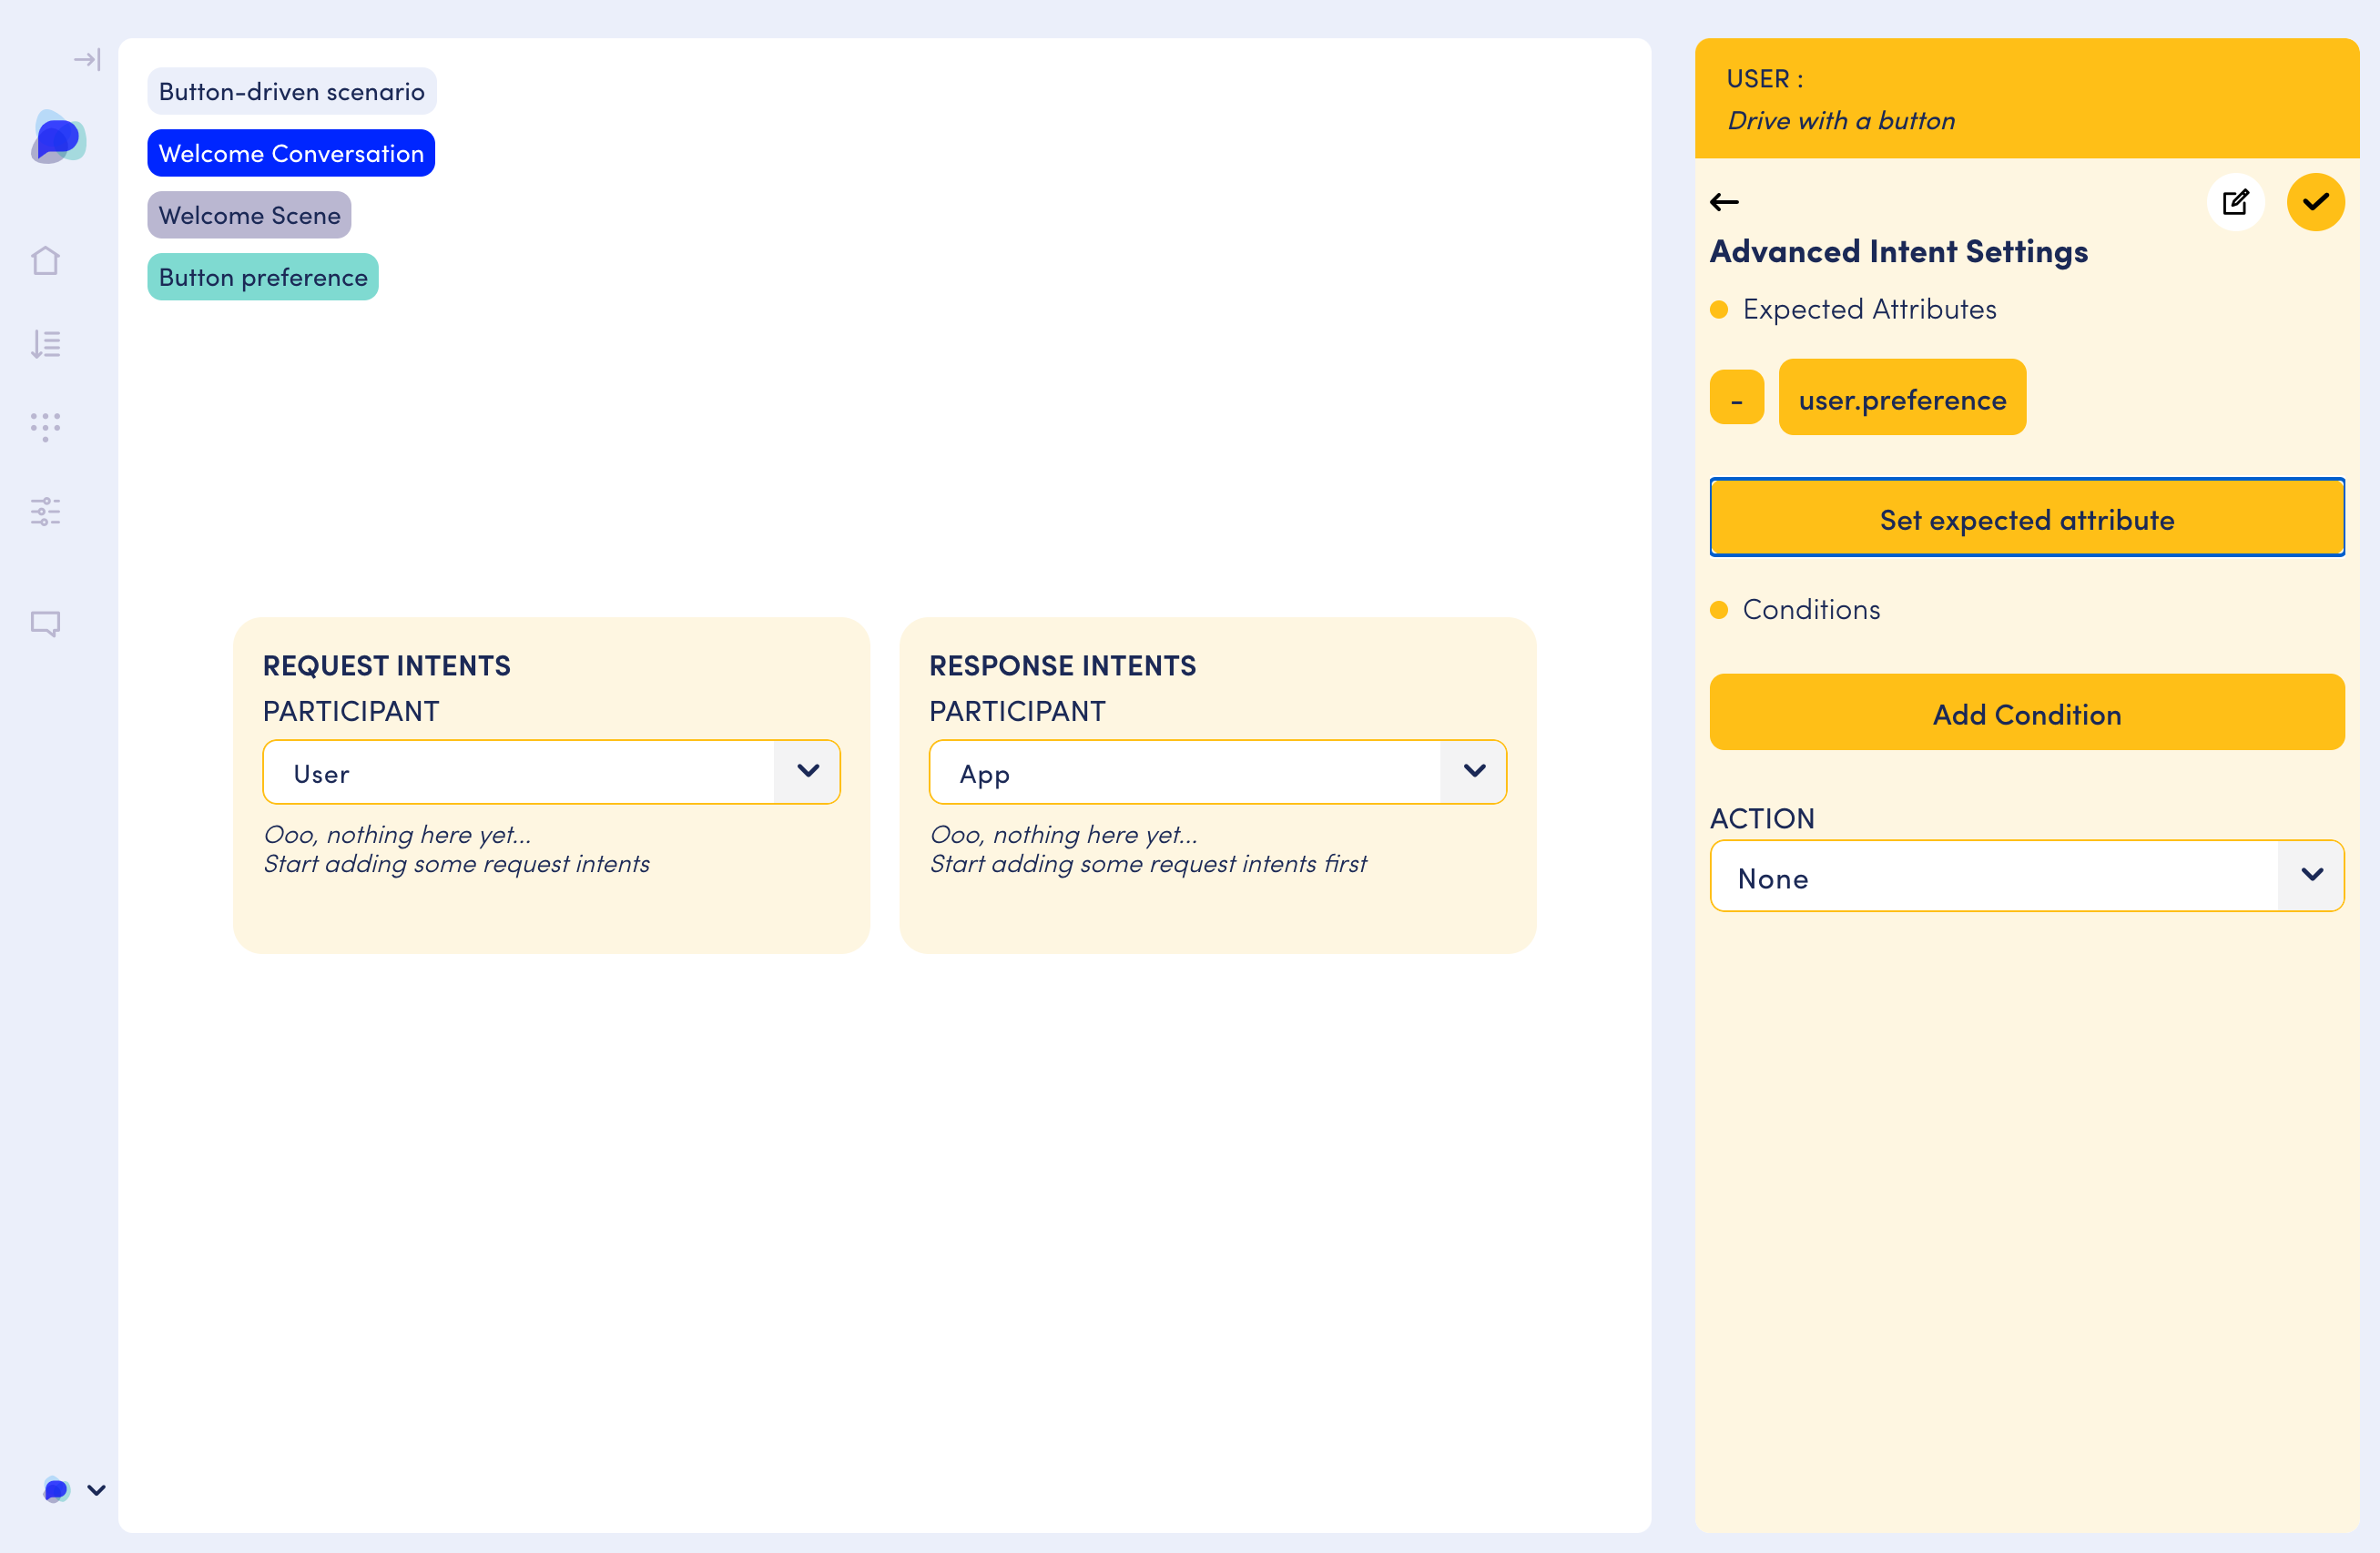 Button-driven scenario
Welcome Conversation
Welcome Scene
Button preference
REQUEST INTENTS
PARTICIPANT
User
Ooo, nothing here yet...
Start adding some request intents
RESPONSE INTENTS
PARTICIPANT
App
Ooo, nothing here yet...
Start adding some request intents first
USER :
Drive with a button
Advanced Intent Settings
Expected Attributes
- user.preference
Set expected attribute
Conditions
Add Condition
ACTION
None